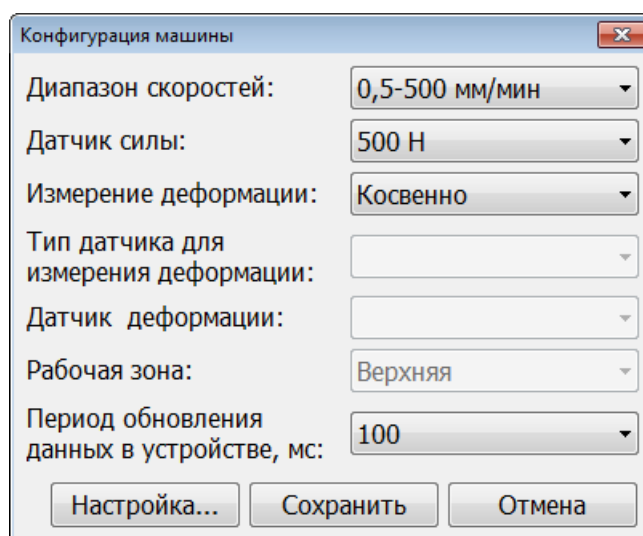 Конфигурация машины
Диапазон скоростей: 0,5-500 мм/мин
Датчик силы: 500 Н
Измерение деформации: Косвенно
Тип датчика для
измерения деформации:
Датчик деформации:
Рабочая зона: Верхняя
Период обновления
данных в устройстве, мс: 100
Настройка... Сохранить Отмена